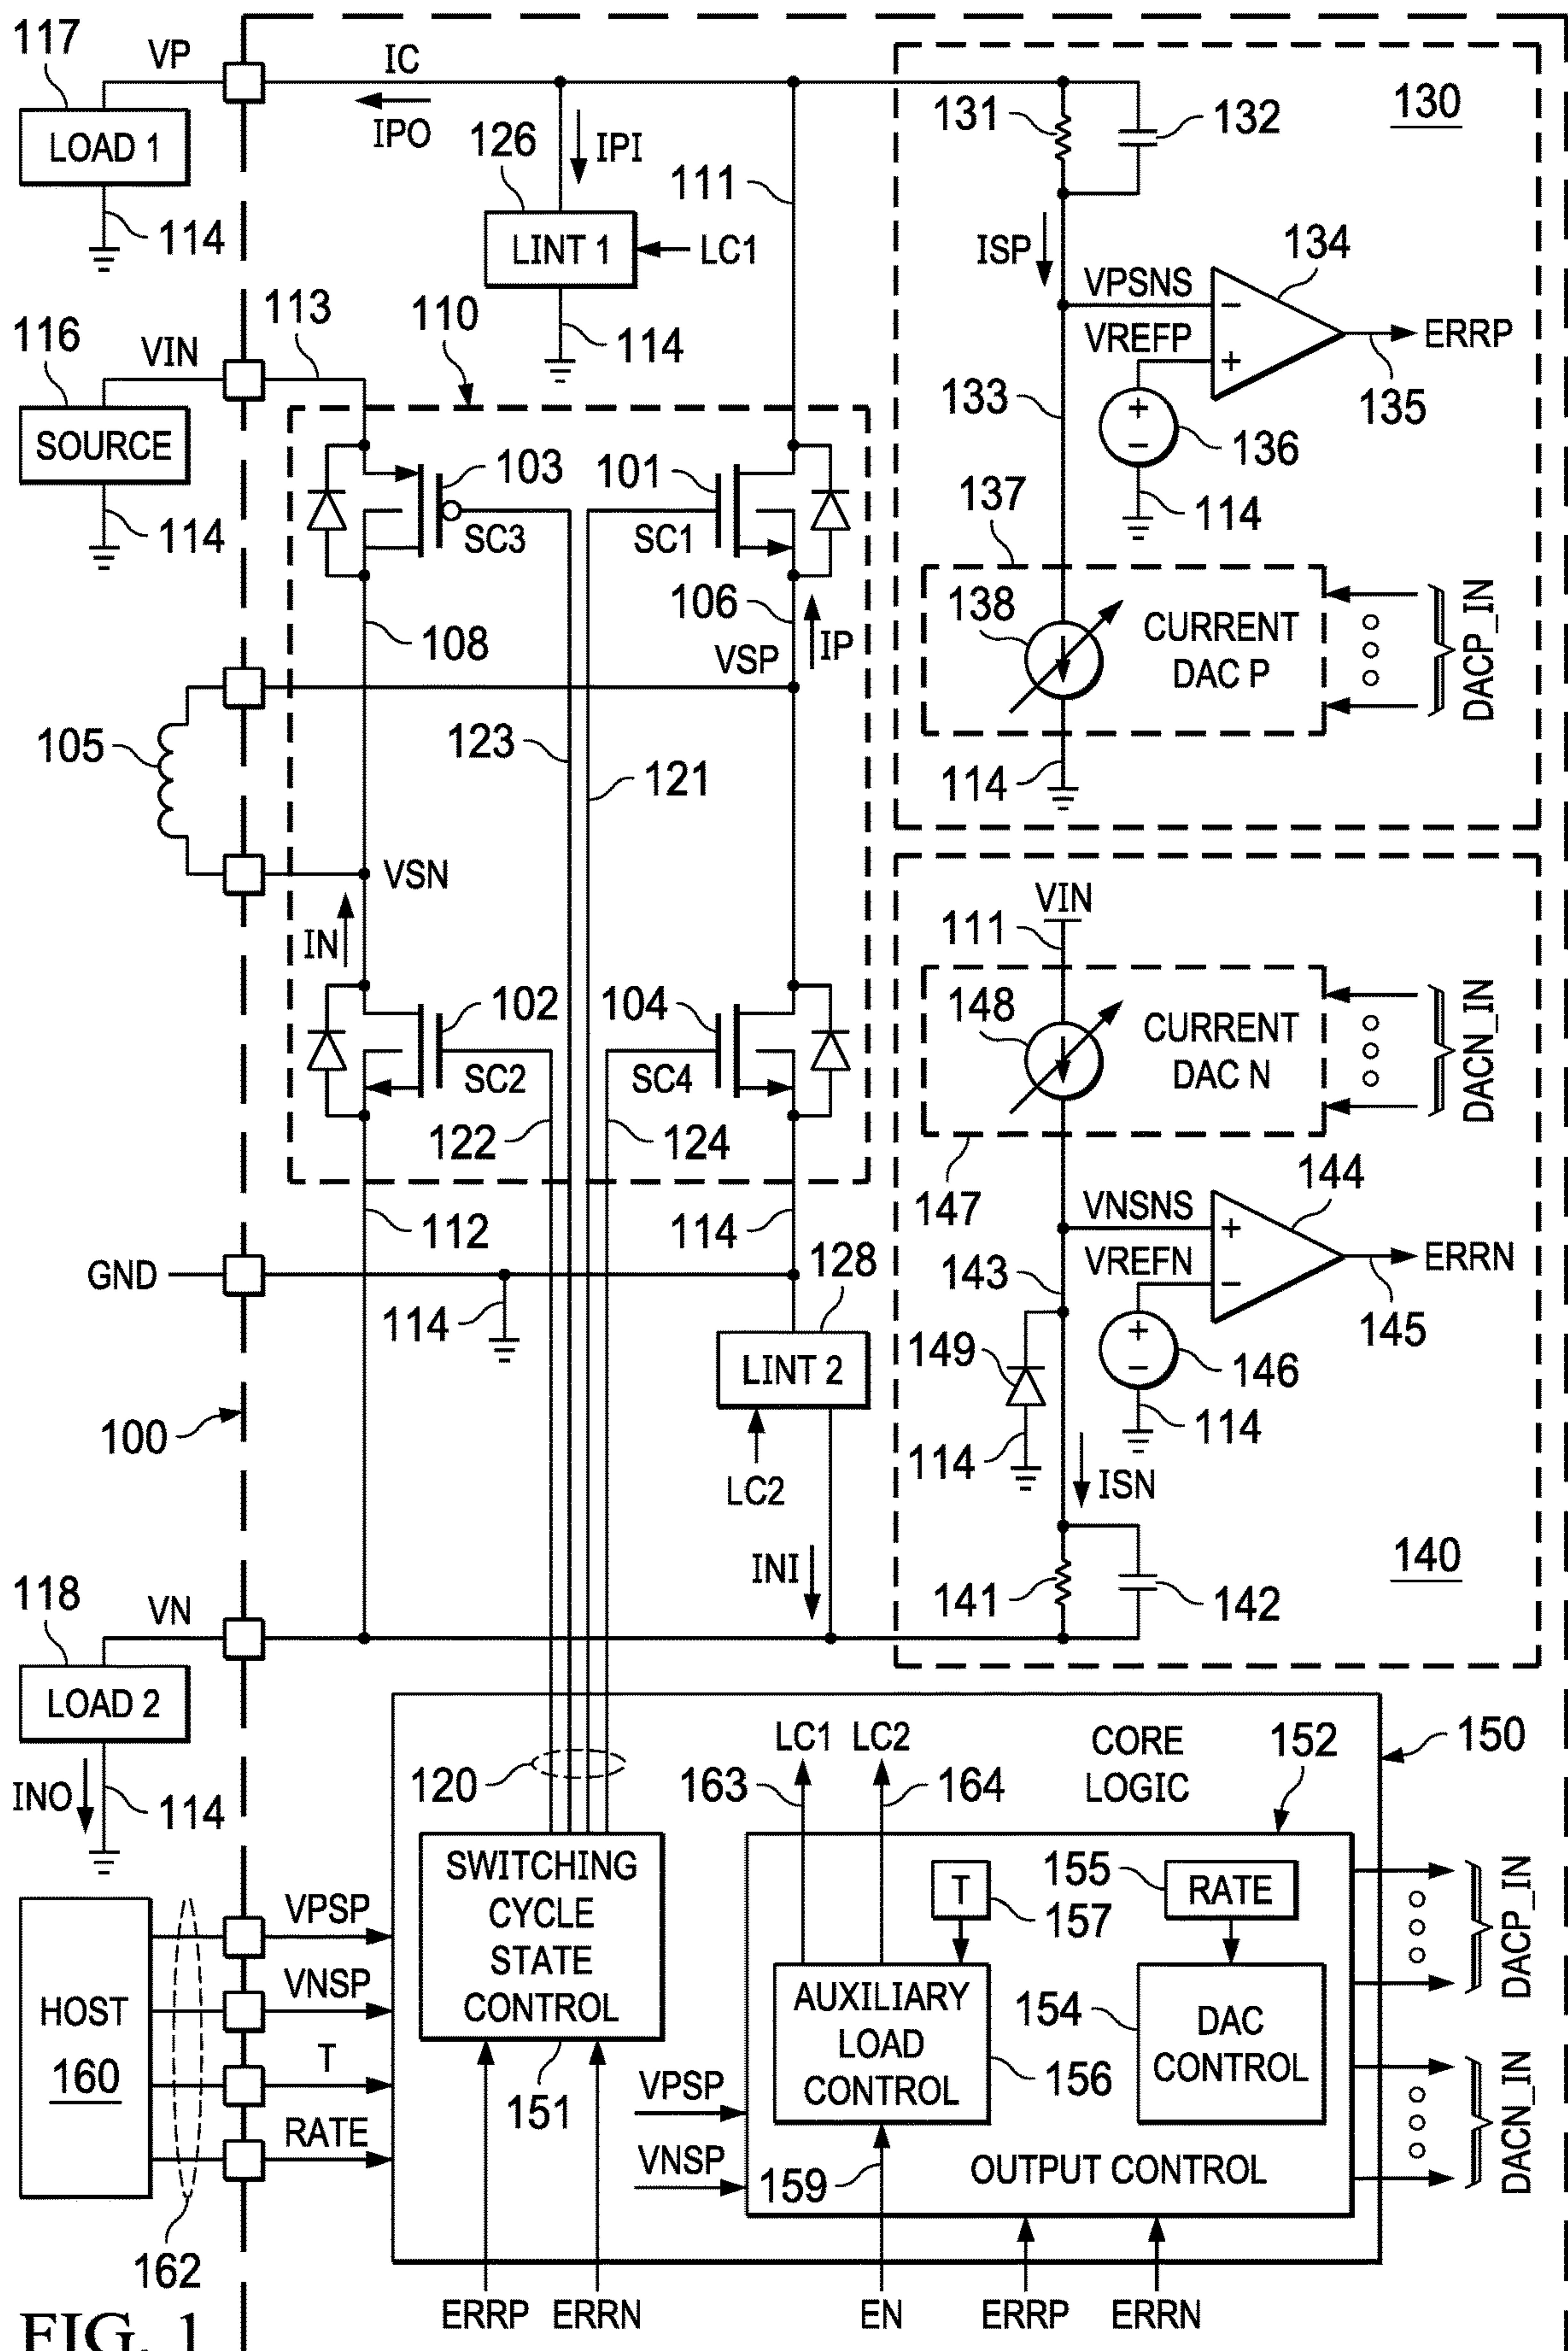 117
VP
IC
IPO
LOAD 1
114
126
IPI
LINT 1
LC1
114
111
131
132
130
ISP
VPSNS
134
VREFP
ERRP
−
+
135
133
+
−
136
114
137
138
CURRENT
DAC P
DACP_IN
114
116
VIN
113
SOURCE
114
110
103
SC3
101
SC1
108
106
VSP
IP
105
123
121
VSN
IN
102
SC2
104
SC4
122
124
112
114
GND
114
128
LINT 2
LC2
100
INI
VIN
111
148
CURRENT
DAC N
DACN_IN
147
VNSNS
144
VREFN
ERRN
+
−
145
143
149
+
−
146
114
114
ISN
141
142
140
118
VN
LOAD 2
INO
114
120
LC1
LC2
163
164
CORE
LOGIC
152
150
SWITCHING
CYCLE
STATE
CONTROL
151
T
157
155
RATE
AUXILIARY
LOAD
CONTROL
156
154
DAC
CONTROL
DACP_IN
DACN_IN
HOST
160
VPSP
VNSP
T
RATE
162
VPSP
VNSP
159
OUTPUT CONTROL
ERRP
ERRN
EN
ERRP
ERRN
FIG. 1